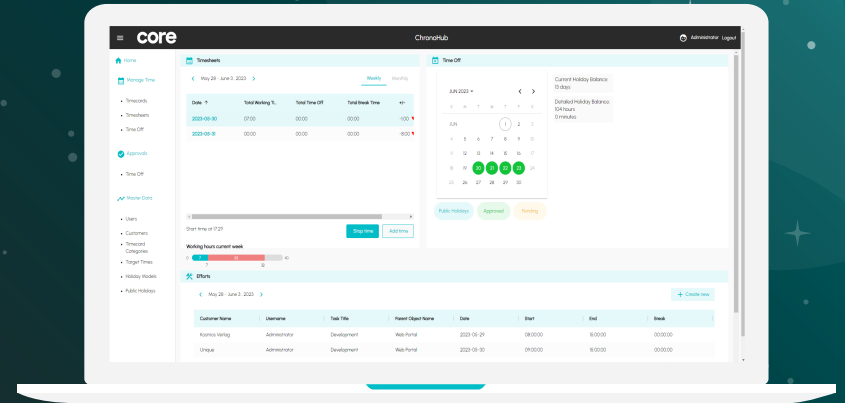 core
ChronoHub
Administrator Logout
Home
Manage Time
Timecards
Timesheets
Time Off
Approvals
Time Off
Master Data
Users
Customers
Timecard
Categories
Target Times
Holiday Models
Public Holidays
Timesheets
May 28 - June 3, 2023
Weekly Monthly
Date Total Working Ti... Total Time Off Total Break Time +/-
2023-05-30 07:00 00:00 00:00 -1:00
2023-05-31 00:00 00:00 00:00 -8:00
Start time at 17:29
Stop time Add time
Working hours current week
0 7 40
7
Time Off
JUN 2023
S M T W T F S
JUN 1 2 3
4 5 6 7 8 9 10
11 12 13 14 15 16 17
18 19 20 21 22 23 24
25 26 27 28 29 30
Public Holidays Approved Pending
Current Holiday Balance:
13 days
Detailed Holiday Balance:
104 hours
0 minutes
Efforts
May 28 - June 3, 2023
+ Create new
Customer Name Username Task Title Parent Object Name Date Start End Break
Kosmos Verlag Administrator Development Web Portal 2023-05-29 08:00:00 15:00:00 00:00:00
Unique Administrator Development Web Portal 2023-05-30 09:00:00 16:00:00 00:00:00